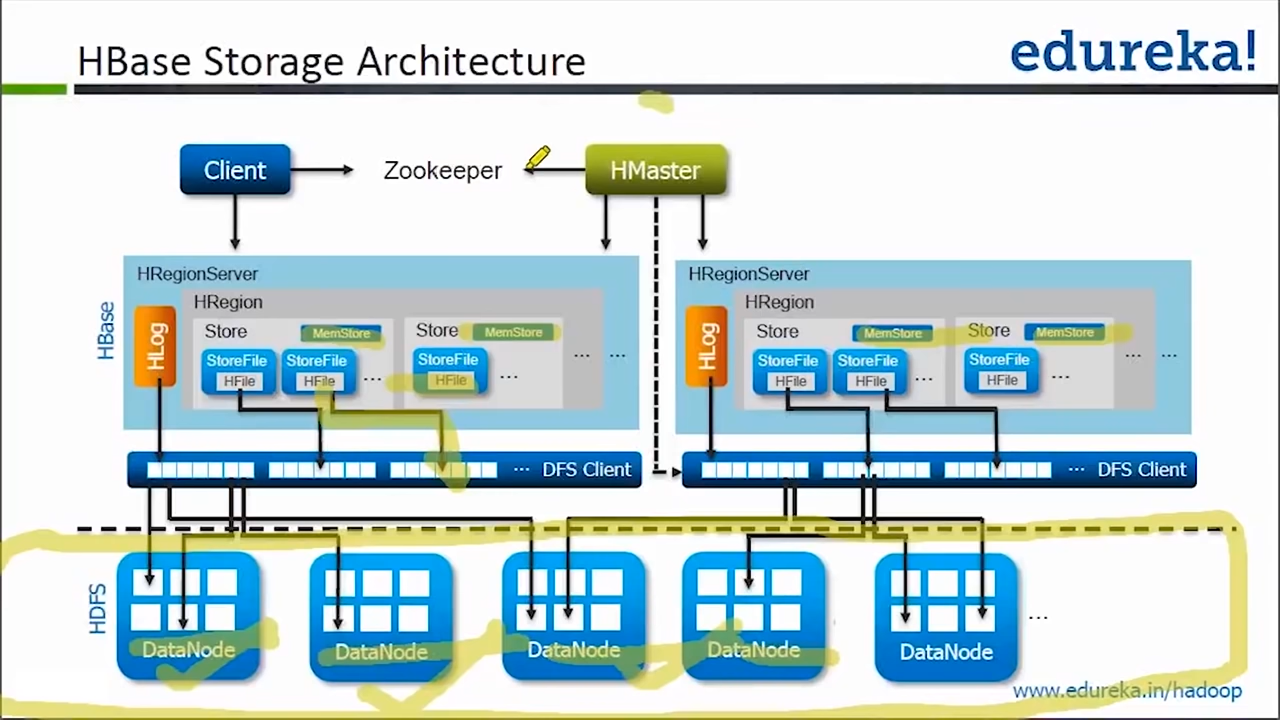 HBase Storage Architecture
edureka!
Client
Zookeeper
HMaster
HBase
HRegionServer
HLog
HRegion
Store
MemStore
StoreFile
HFile
StoreFile
HFile
...
Store
MemStore
StoreFile
HFile
...
...
...
HRegionServer
HLog
HRegion
Store
MemStore
StoreFile
HFile
StoreFile
HFile
...
Store
MemStore
StoreFile
HFile
...
...
...
... DFS Client
... DFS Client
HDFS
DataNode
DataNode
DataNode
DataNode
DataNode
...
www.edureka.in/hadoop